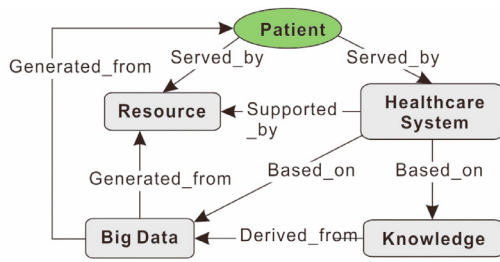 Patient
Served_by
Served_by
Generated_from
Resource
Supported
_by
Healthcare
System
Generated_from
Based_on
Based_on
Big Data
Derived_from
Knowledge